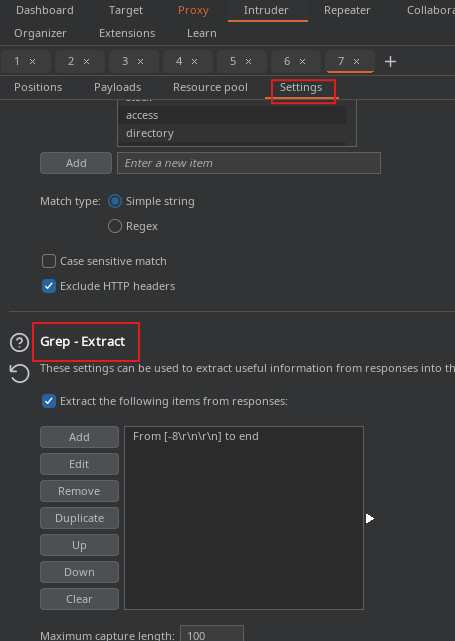 Dashboard Target Proxy Intruder Repeater Collabora
Organizer Extensions Learn
1 × 2 × 3 × 4 × 5 × 6 × 7 × +
Positions Payloads Resource pool Settings
access
directory
Add Enter a new item
Match type: Simple string
Regex
Case sensitive match
Exclude HTTP headers
? Grep - Extract
These settings can be used to extract useful information from responses into th
Extract the following items from responses:
Add From [-8\r\n\r\n] to end
Edit
Remove
Duplicate
Up
Down
Clear
Maximum capture length: 100